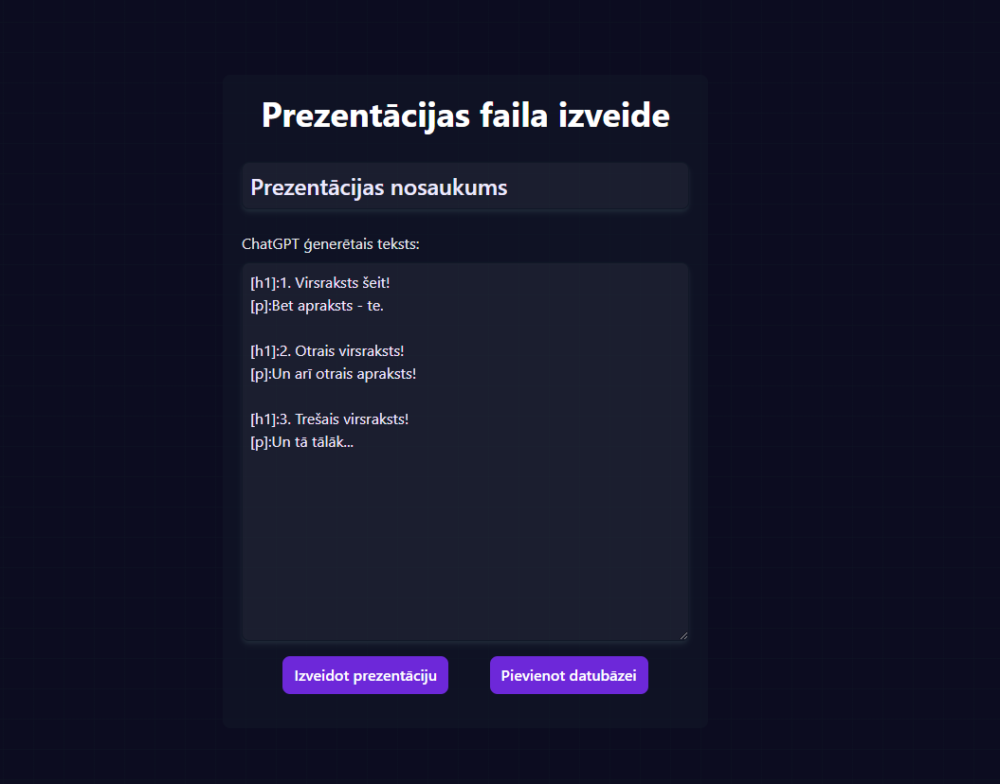 Prezentācijas faila izveide
Prezentācijas nosaukums
ChatGPT ģenerētais teksts:
[h1]:1. Virsraksts šeit!
[p]:Bet apraksts - te.
[h1]:2. Otrais virsraksts!
[p]:Un arī otrais apraksts!
[h1]:3. Trešais virsraksts!
[p]:Un tā tālāk...
Izveidot prezentāciju
Pievienot datubāzei